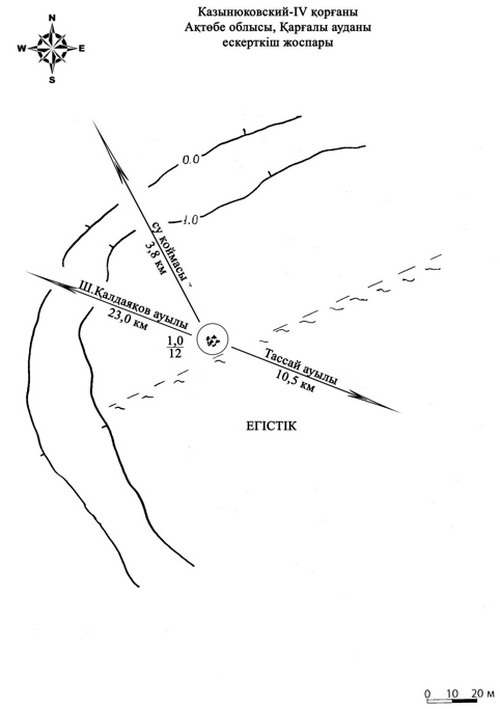 Казынюковский-IV қорғаны
Ақтөбе облысы, Қарғалы ауданы
ескерткіш жоспары
N
W E
S
0.0
-1.0
су қоймасы
3,8 км
Ш.Қалдаяқов ауылы
23,0 км
1,0
12
Тассай ауылы
10,5 км
ЕГІСТІК
0 10 20 м